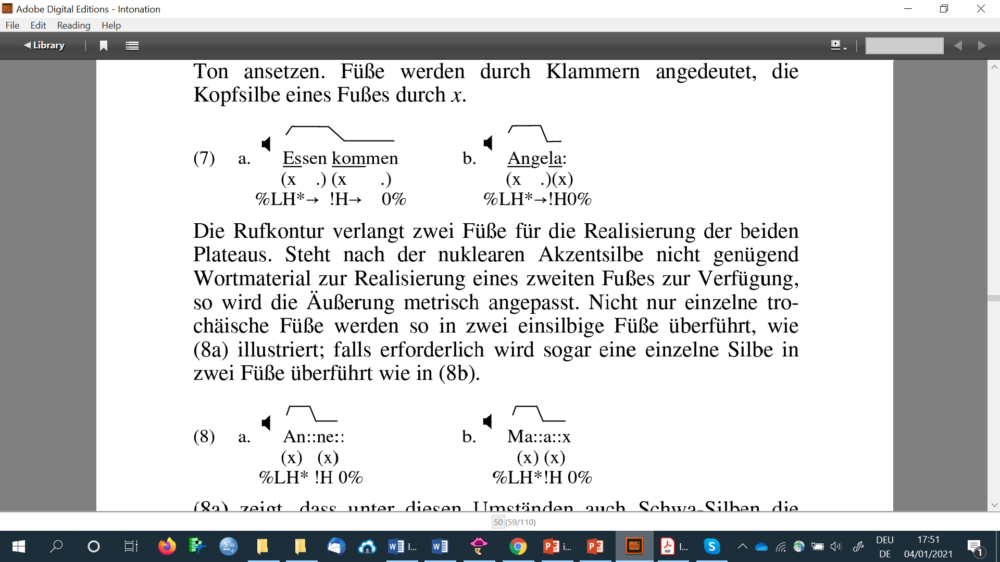 Adobe Digital Editions - Intonation
File Edit Reading Help
Library
Ton ansetzen. Füße werden durch Klammern angedeutet, die
Kopfsilbe eines Fußes durch x.
(7) a. Essen kommen b. Angela:
(x .) (x .) (x .)(x)
%LH*→ !H→ 0% %LH*→!H0%
Die Rufkontur verlangt zwei Füße für die Realisierung der beiden
Plateaus. Steht nach der nuklearen Akzentsilbe nicht genügend
Wortmaterial zur Realisierung eines zweiten Fußes zur Verfügung,
so wird die Äußerung metrisch angepasst. Nicht nur einzelne tro-
chäische Füße werden so in zwei einsilbige Füße überführt, wie
(8a) illustriert; falls erforderlich wird sogar eine einzelne Silbe in
zwei Füße überführt wie in (8b).
(8) a. An::ne:: b. Ma::a::x
(x) (x) (x) (x)
%LH* !H 0% %LH*!H 0%
(8a) zeigt, dass unter diesen Umständen auch Schwa-Silben die
50 (59/110)
I... i... I...
DEU 17:51
DE 04/01/2021
1